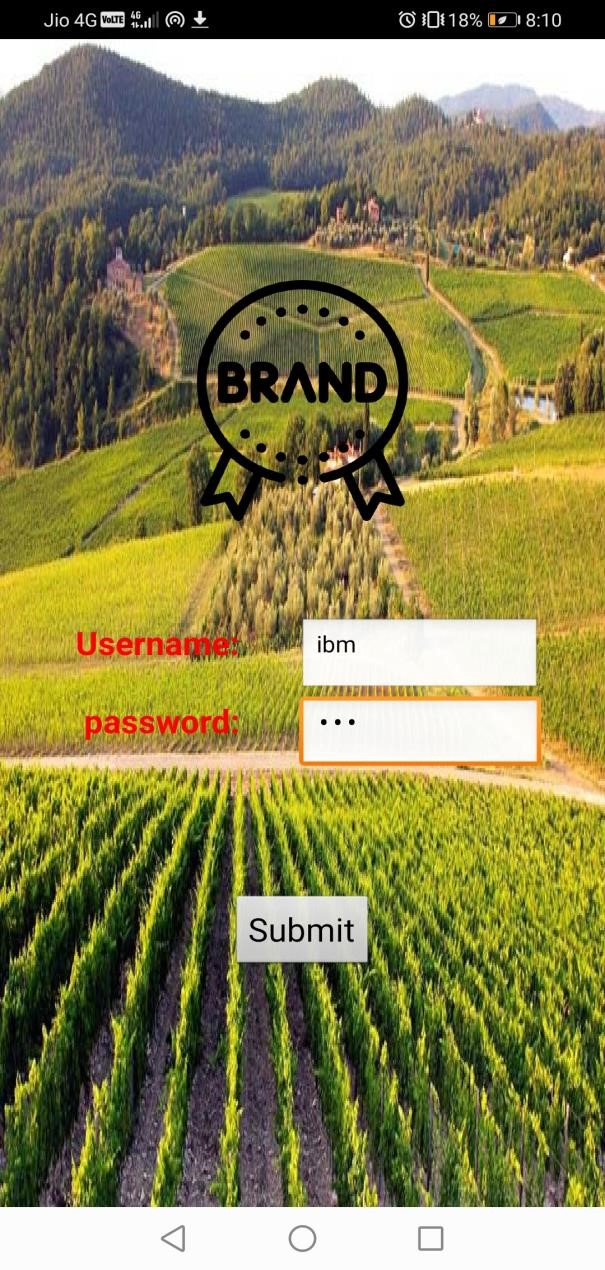 Jio 4G VoLTE 4G 18% 8:10
BRAND
Username: ibm
password: •••
Submit